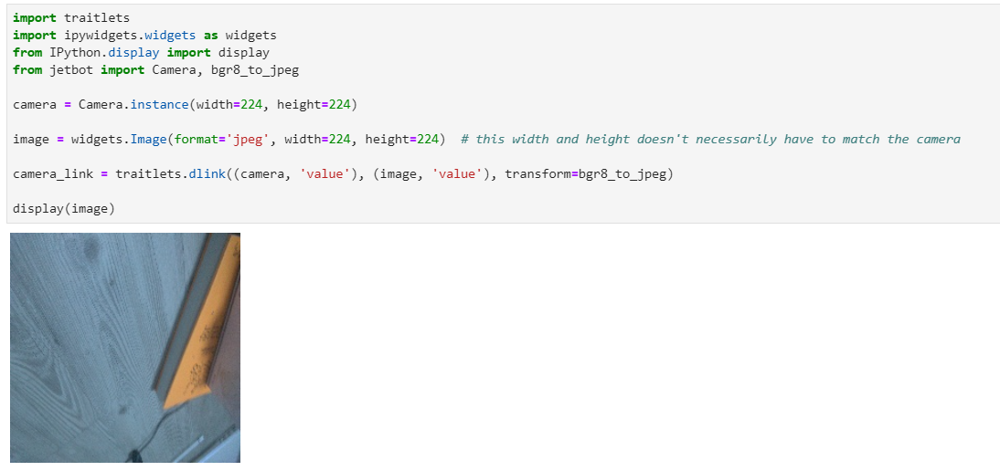 import traitlets
import ipywidgets.widgets as widgets
from IPython.display import display
from jetbot import Camera, bgr8_to_jpeg
camera = Camera.instance(width=224, height=224)
image = widgets.Image(format='jpeg', width=224, height=224)  # this width and height doesn't necessarily have to match the camera
camera_link = traitlets.dlink((camera, 'value'), (image, 'value'), transform=bgr8_to_jpeg)
display(image)